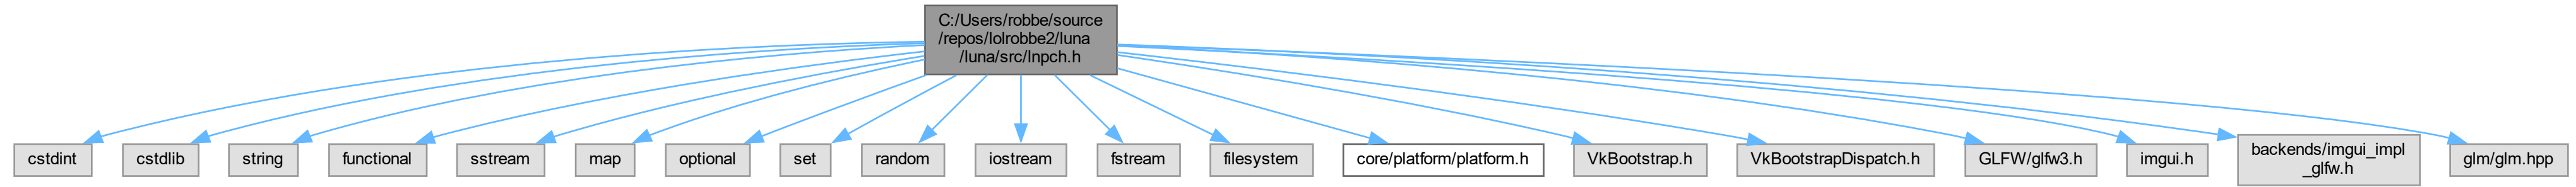 C:/Users/robbe/source
/repos/lolrobbe2/luna
/luna/src/lnpch.h
cstdint
cstdlib
string
functional
sstream
map
optional
set
random
iostream
fstream
filesystem
core/platform/platform.h
VkBootstrap.h
VkBootstrapDispatch.h
GLFW/glfw3.h
imgui.h
backends/imgui_impl
_glfw.h
glm/glm.hpp